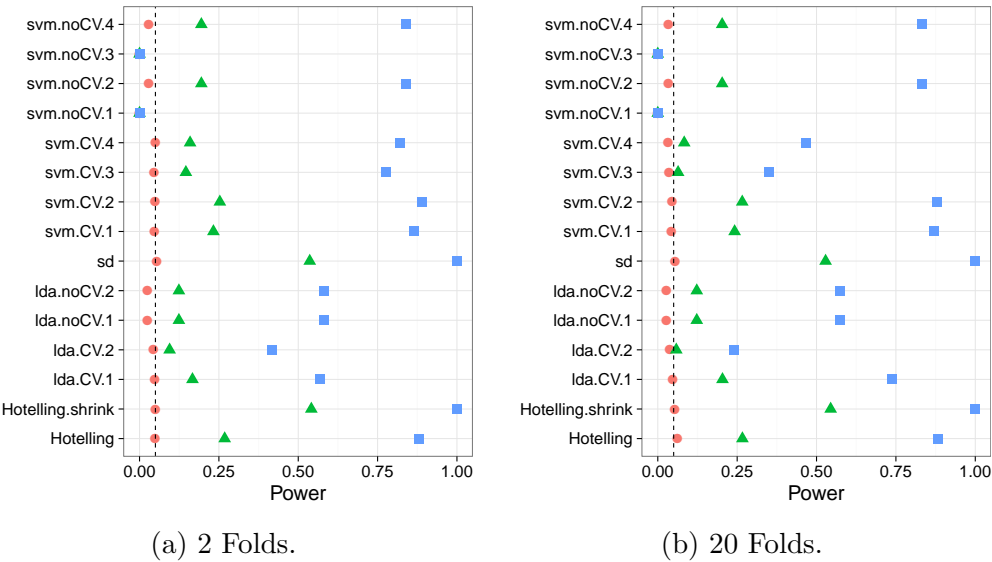 svm.noCV.4
svm.noCV.3
svm.noCV.2
svm.noCV.1
svm.CV.4
svm.CV.3
svm.CV.2
svm.CV.1
sd
lda.noCV.2
lda.noCV.1
lda.CV.2
lda.CV.1
Hotelling.shrink
Hotelling
0.00 0.25 0.50 0.75 1.00
Power
(a) 2 Folds.
svm.noCV.4
svm.noCV.3
svm.noCV.2
svm.noCV.1
svm.CV.4
svm.CV.3
svm.CV.2
svm.CV.1
sd
lda.noCV.2
lda.noCV.1
lda.CV.2
lda.CV.1
Hotelling.shrink
Hotelling
0.00 0.25 0.50 0.75 1.00
Power
(b) 20 Folds.